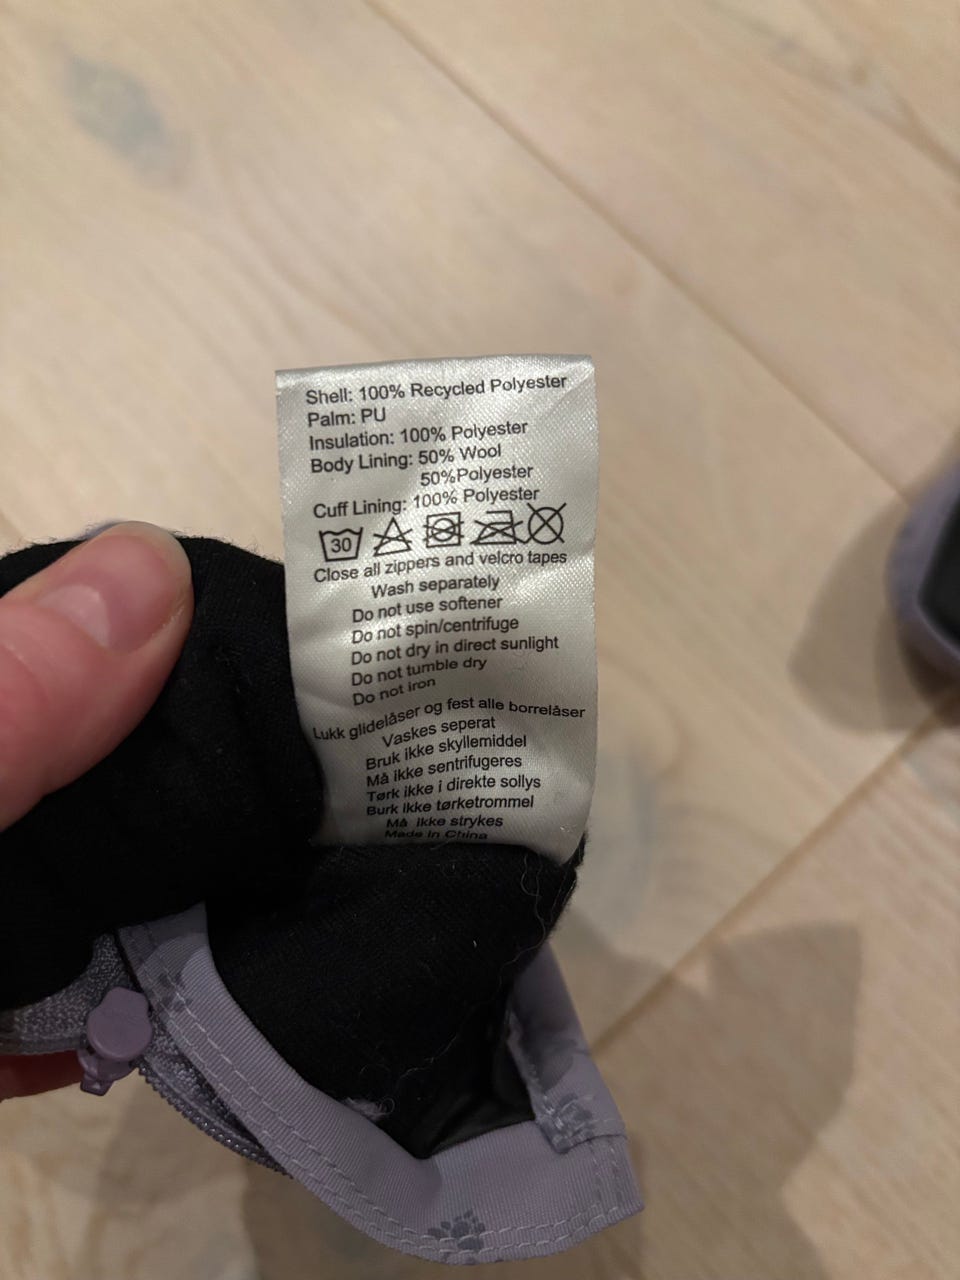 Shell: 100% Recycled Polyester
Palm: PU
Insulation: 100% Polyester
Body Lining: 50% Wool
50%Polyester
Cuff Lining: 100% Polyester
30
Close all zippers and velcro tapes
Wash separately
Do not use softener
Do not spin/centrifuge
Do not dry in direct sunlight
Do not tumble dry
Do not iron
Lukk glidelåser og fest alle borrelåser
Vaskes seperat
Bruk ikke skyllemiddel
Må ikke sentrifugeres
Tørk ikke i direkte sollys
Burk ikke tørketrommel
Må ikke strykes
Made in China